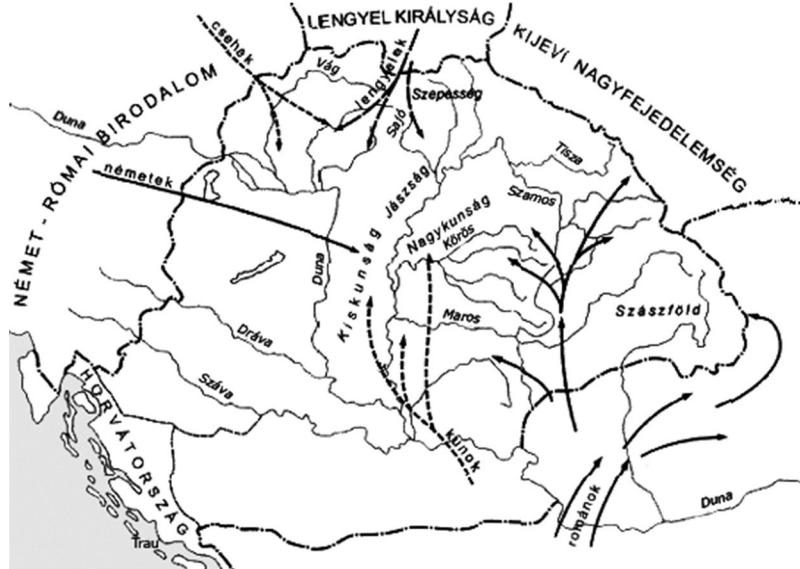 LENGYEL KIRÁLYSÁG
KIJEVÍ NAGYFEJEDELEMSÉG
NÉMET-RÓMAI BIRODALOM
csehek
lengyelek
Vág
Szepesség
Sajó
Duna
Tisza
németek
Jászság
Szamos
Nagykunság
Körös
Kiskunság
Duna
Maros
Szászföld
Dráva
Száva
HORVÁTORSZÁG
kunok
románok
Duna
Trau